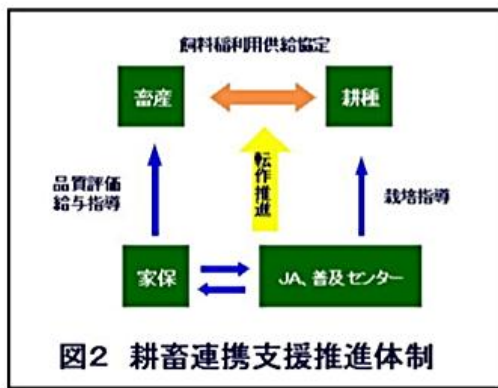 飼料稲利用供給協定
畜産
耕種
転作推進
品質評価
給与指導
栽培指導
家保
JA、普及センター
図2 耕畜連携支援推進体制